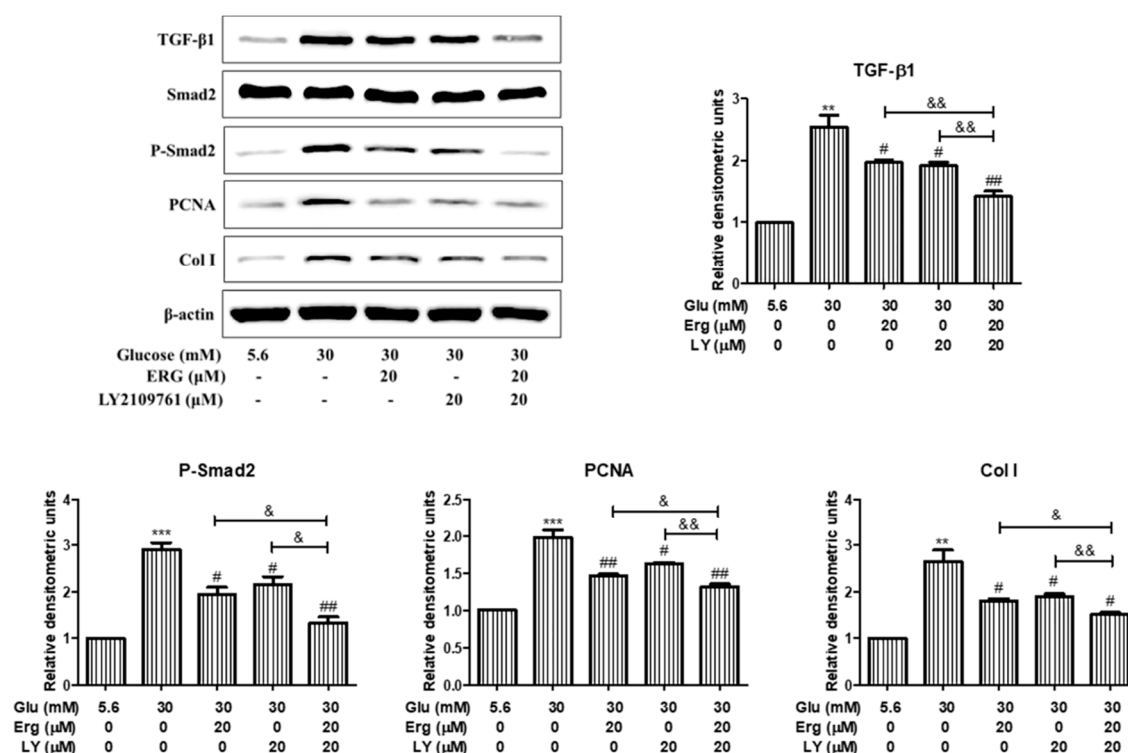 TGF-β1
Smad2
P-Smad2
PCNA
Col I
β-actin
Glucose (mM) 5.6 30 30 30 30
ERG (μM) - - 20 - 20
LY2109761 (μM) - - - 20 20
TGF-β1
Relative densitometric units
3
2
1
0
**
#
#
##
&&
&&
Glu (mM) 5.6 30 30 30 30
Erg (μM) 0 0 20 0 20
LY (μM) 0 0 0 20 20
P-Smad2
Relative densitometric units
4
3
2
1
0
***
#
#
##
&
&
Glu (mM) 5.6 30 30 30 30
Erg (μM) 0 0 20 0 20
LY (μM) 0 0 0 20 20
PCNA
Relative densitometric units
2.5
2.0
1.5
1.0
0.5
0.0
***
##
#
##
&
&&
Glu (mM) 5.6 30 30 30 30
Erg (μM) 0 0 20 0 20
LY (μM) 0 0 0 20 20
Col I
Relative densitometric units
4
3
2
1
0
**
#
#
#
&
&&
Glu (mM) 5.6 30 30 30 30
Erg (μM) 0 0 20 0 20
LY (μM) 0 0 0 20 20